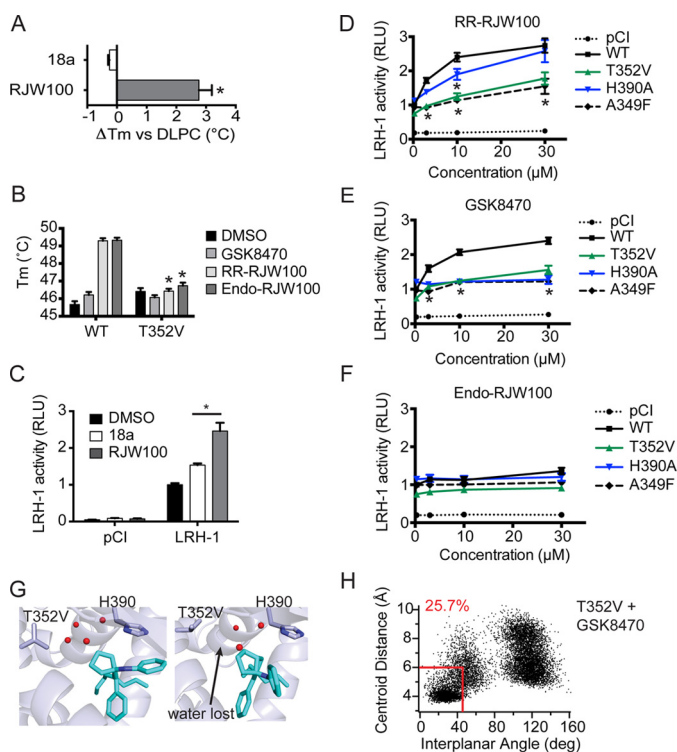 A
18a
RJW100
*
-1 0 1 2 3 4
ΔTm vs DLPC (°C)
B
Tm (°C)
50
49
48
47
46
45
WT T352V
* *
DMSO
GSK8470
RR-RJW100
Endo-RJW100
C
LRH-1 activity (RLU)
3
2
1
0
pCI LRH-1
*
DMSO
18a
RJW100
D
RR-RJW100
LRH-1 activity (RLU)
3
2
1
0
0 10 20 30
Concentration (µM)
* * * *
pCI
WT
T352V
H390A
A349F
E
GSK8470
LRH-1 activity (RLU)
3
2
1
0
0 10 20 30
Concentration (µM)
* * *
pCI
WT
T352V
H390A
A349F
F
Endo-RJW100
LRH-1 activity (RLU)
3
2
1
0
0 10 20 30
Concentration (µM)
pCI
WT
T352V
H390A
A349F
G
T352V H390
T352V H390
water lost
H
Centroid Distance (Å)
10
8
6
4
25.7%
T352V +
GSK8470
0 40 80 120 160
Interplanar Angle (deg)